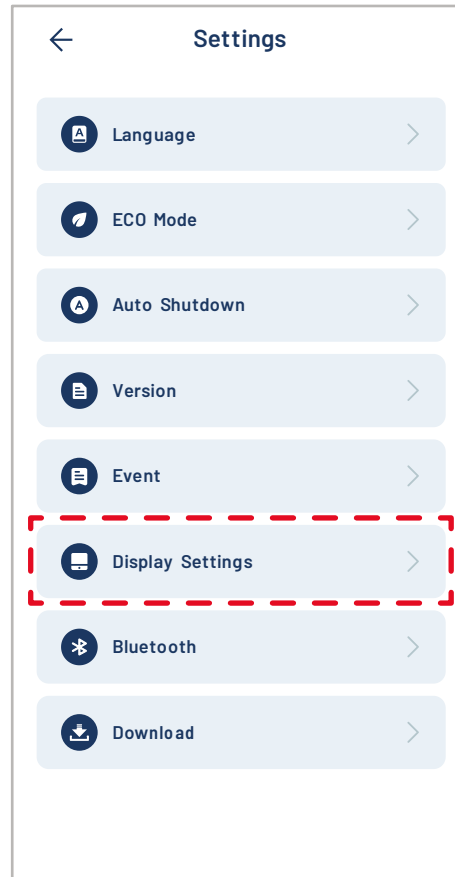 Settings
Language
ECO Mode
Auto Shutdown
Version
Event
Display Settings
Bluetooth
Download